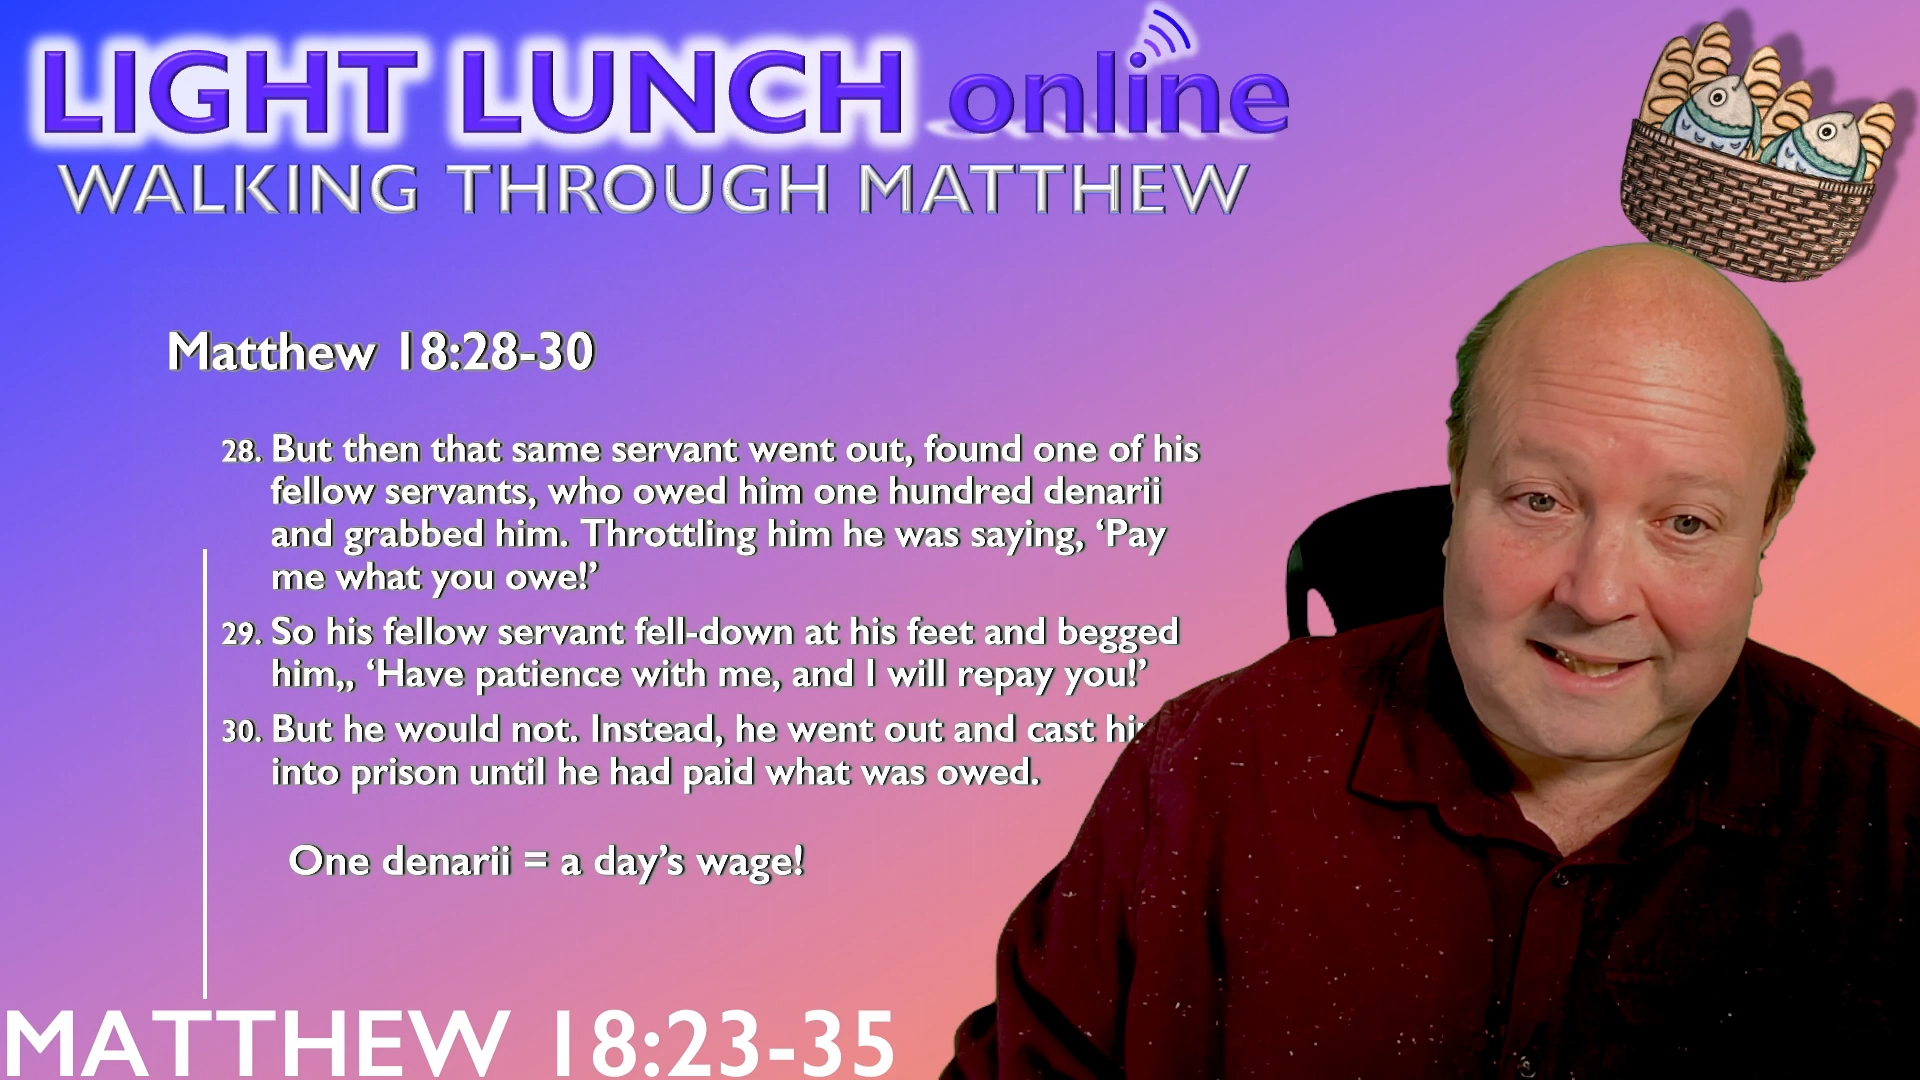 LIGHT LUNCH online
WALKING THROUGH MATTHEW
Matthew 18:28-30
28. But then that same servant went out, found one of his
fellow servants, who owed him one hundred denarii
and grabbed him. Throttling him he was saying, ‘Pay
me what you owe!’
29. So his fellow servant fell-down at his feet and begged
him,, ‘Have patience with me, and I will repay you!’
30. But he would not. Instead, he went out and cast
into prison until he had paid what was owed.
One denarii = a day’s wage!
MATTHEW 18:23-35